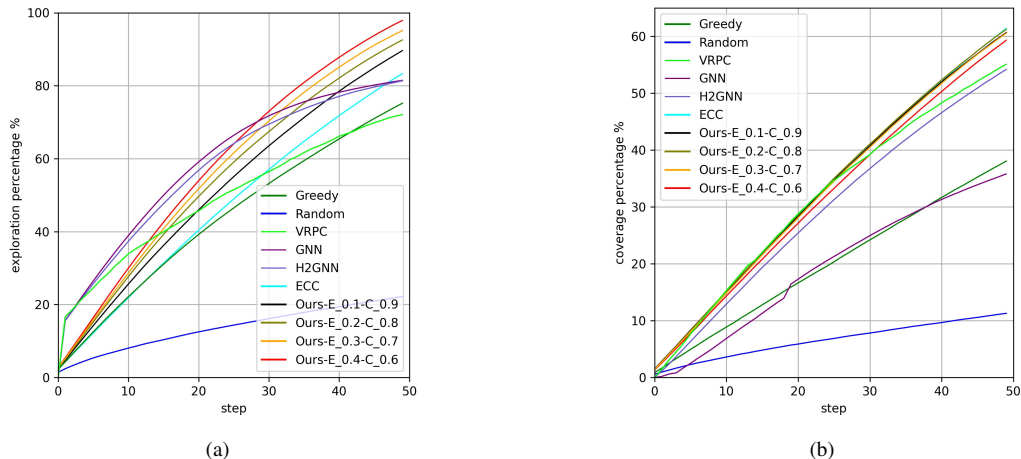 100
80
60
40
20
0
exploration percentage %
0 10 20 30 40 50
step
Greedy
Random
VRPC
GNN
H2GNN
ECC
Ours-E_0.1-C_0.9
Ours-E_0.2-C_0.8
Ours-E_0.3-C_0.7
Ours-E_0.4-C_0.6
(a)
60
50
40
30
20
10
0
coverage percentage %
0 10 20 30 40 50
step
Greedy
Random
VRPC
GNN
H2GNN
ECC
Ours-E_0.1-C_0.9
Ours-E_0.2-C_0.8
Ours-E_0.3-C_0.7
Ours-E_0.4-C_0.6
(b)